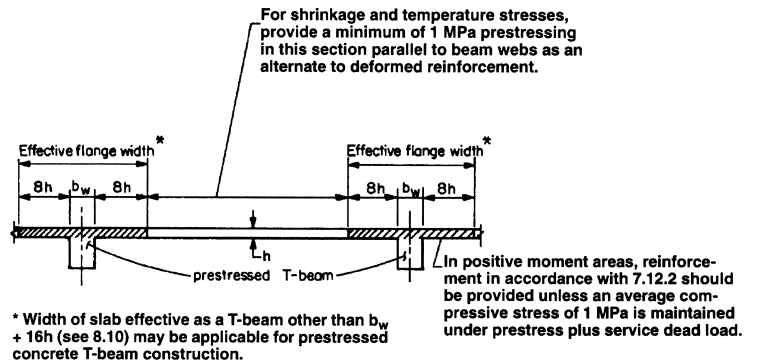 For shrinkage and temperature stresses,
provide a minimum of 1 MPa prestressing
in this section parallel to beam webs as an
alternate to deformed reinforcement.
Effective flange width*
Effective flange width*
8h bw 8h
8h bw 8h
h
prestressed T-beam
In positive moment areas, reinforce-
ment in accordance with 7.12.2 should
be provided unless an average com-
pressive stress of 1 MPa is maintained
under prestress plus service dead load.
* Width of slab effective as a T-beam other than bw
+ 16h (see 8.10) may be applicable for prestressed
concrete T-beam construction.